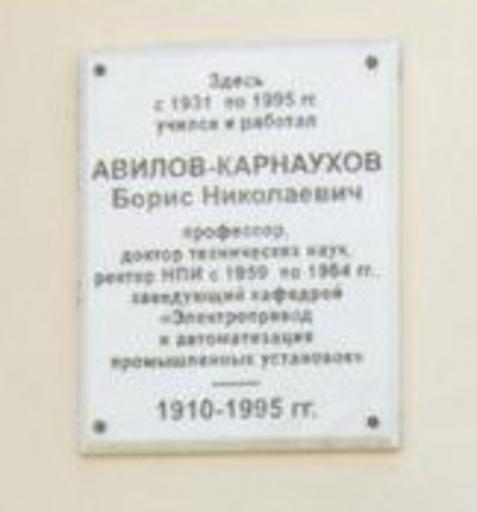 Здесь
с 1931 по 1995 гг.
учился и работал
АВИЛОВ-КАРНАУХОВ
Борис Николаевич
профессор,
доктор технических наук,
ректор НПИ с 1959 по 1964 гг.,
заведующий кафедрой
«Электропривод
и автоматизация
промышленных установок»
1910-1995 гг.